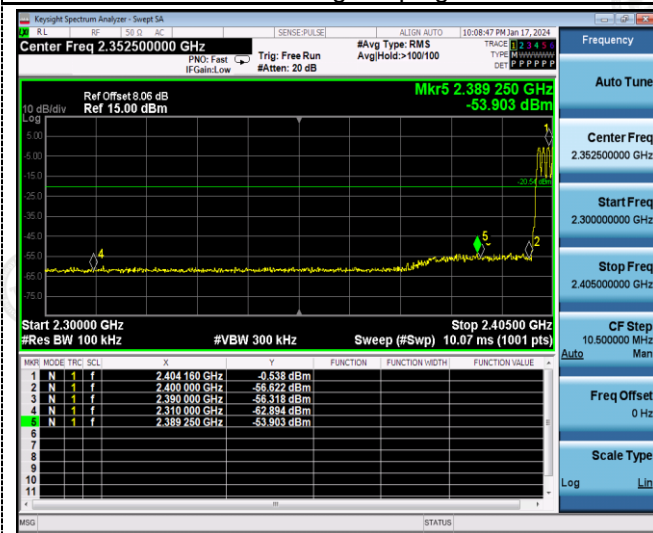 Keysight Spectrum Analyzer - Swept SA
RL RF 50 Ω AC SENSE:PULSE ALIGN AUTO 10:08:47 PM Jan 17, 2024
Center Freq 2.352500000 GHz
PNO: Fast
IFGain:Low
Trig: Free Run
#Atten: 20 dB
#Avg Type: RMS
Avg|Hold:>100/100
TRACE 1 2 3 4 5 6
TYPE M W W W W W
DET P P P P P P
Mkr5 2.389 250 GHz
-53.903 dBm
Ref Offset 8.06 dB
10 dB/div Ref 15.00 dBm
Log
5.00
-5.00
-15.0
-25.0
-35.0
-45.0
-55.0
-65.0
-75.0
1
-20.54 dBm
5
2
4
Start 2.30000 GHz Stop 2.40500 GHz
#Res BW 100 kHz #VBW 300 kHz Sweep (#Swp) 10.07 ms (1001 pts)
MKR MODE TRC SCL X Y FUNCTION FUNCTION WIDTH FUNCTION VALUE
1 N 1 f 2.404 160 GHz -0.538 dBm
2 N 1 f 2.400 000 GHz -56.622 dBm
3 N 1 f 2.390 000 GHz -56.318 dBm
4 N 1 f 2.310 000 GHz -62.894 dBm
5 N 1 f 2.389 250 GHz -53.903 dBm
6
7
8
9
10
11
MSG STATUS
Frequency
Auto Tune
Center Freq
2.352500000 GHz
Start Freq
2.300000000 GHz
Stop Freq
2.405000000 GHz
CF Step
10.500000 MHz
Auto Man
Freq Offset
0 Hz
Scale Type
Log Lin